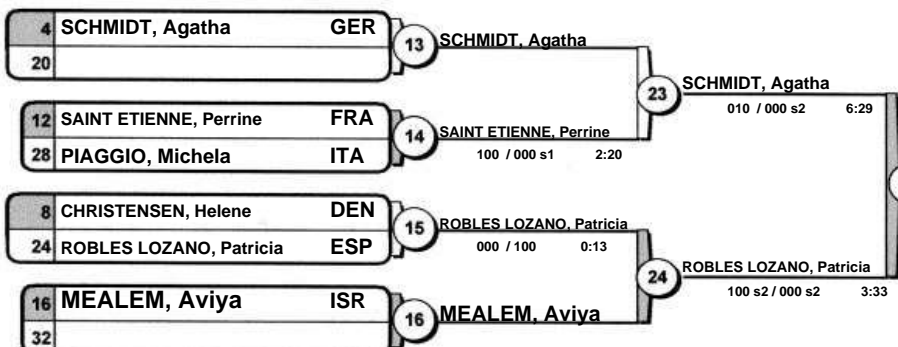 4 SCHMIDT, Agatha GER
20
13
SCHMIDT, Agatha
12 SAINT ETIENNE, Perrine FRA
28 PIAGGIO, Michela ITA
14
SAINT ETIENNE, Perrine
100 / 000 s1 2:20
23
SCHMIDT, Agatha
010 / 000 s2 6:29
8 CHRISTENSEN, Helene DEN
24 ROBLES LOZANO, Patricia ESP
15
ROBLES LOZANO, Patricia
000 / 100 0:13
16 MEALEM, Aviya ISR
32
16
MEALEM, Aviya
24
ROBLES LOZANO, Patricia
100 s2 / 000 s2 3:33